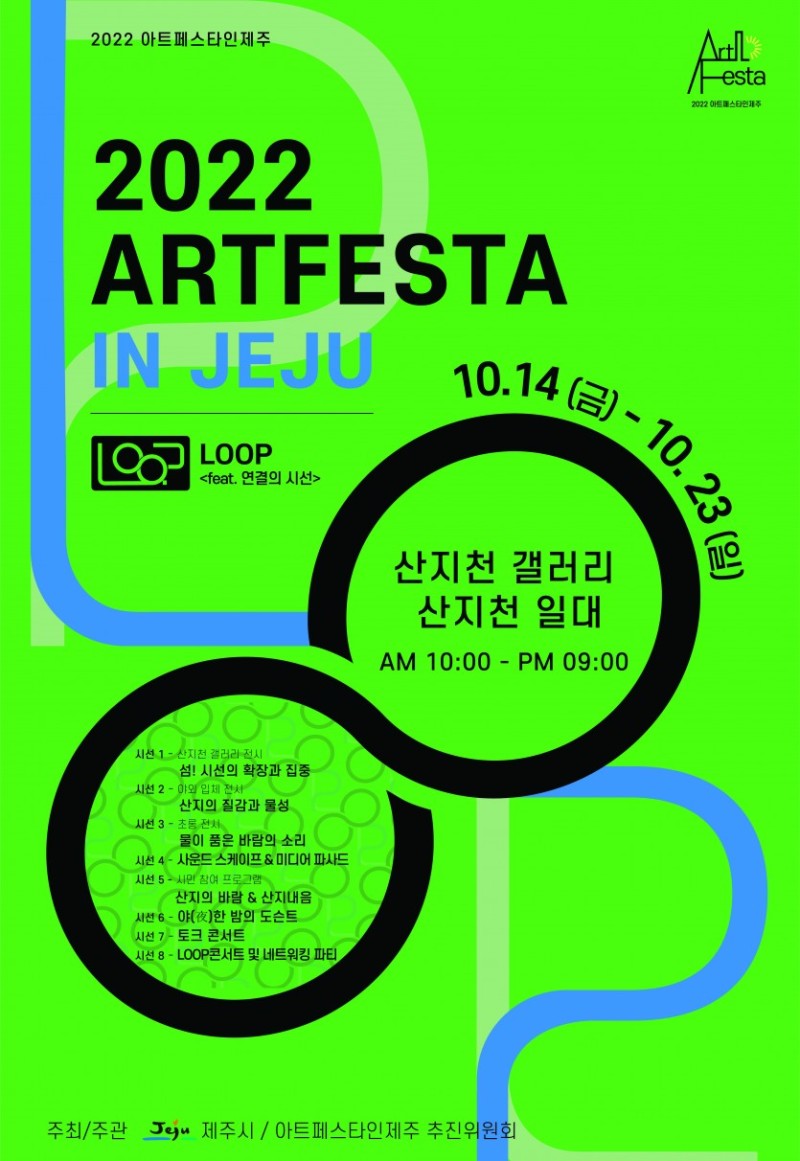 2022 아트페스타인제주
Art
Festa
2022 아트페스타인제주
2022
ARTFESTA
IN JEJU
10.14 (금) - 10.23 (일)
LOOP
LOOP
<feat. 연결의 시선>
산지천 갤러리
산지천 일대
AM 10:00 - PM 09:00
시선 1 - 산지천 갤러리 전시
섬! 시선의 확장과 집중
시선 2 - 야외 입체 전시
산지의 질감과 물성
시선 3 - 초롱 전시
물이 품은 바람의 소리
시선 4 - 사운드 스케이프 & 미디어 파사드
시선 5 - 시민 참여 프로그램
산지의 바람 & 산지내음
시선 6 - 야(夜)한 밤의 도슨트
시선 7 - 토크 콘서트
시선 8 - LOOP콘서트 및 네트워킹 파티
주최/주관 Jeju 제주시 / 아트페스타인제주 추진위원회